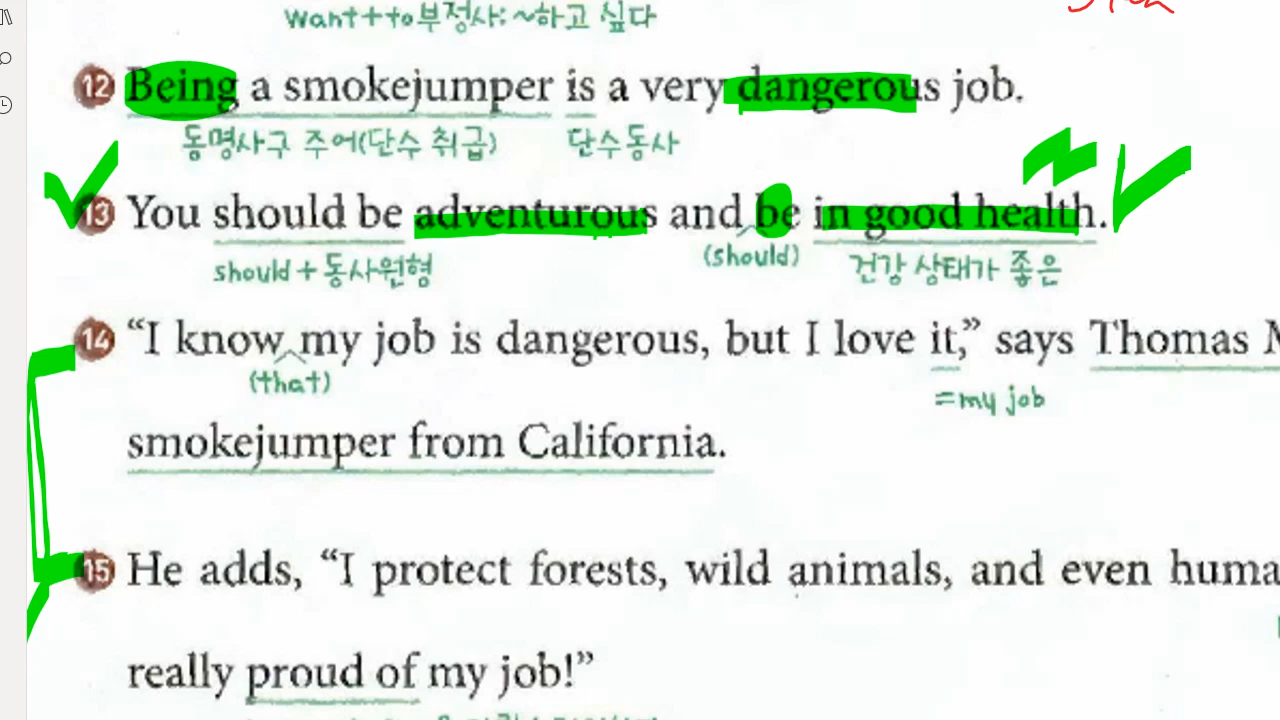 want+to부정사: ~하고 싶다
12 Being a smokejumper is a very dangerous job.
동명사구 주어(단수 취급) 단수동사
13 You should be adventurous and be in good health.
should + 동사원형 (should) 건강 상태가 좋은
14 “I know my job is dangerous, but I love it,” says Thomas
(that) =my job
smokejumper from California.
15 He adds, “I protect forests, wild animals, and even huma
really proud of my job!”